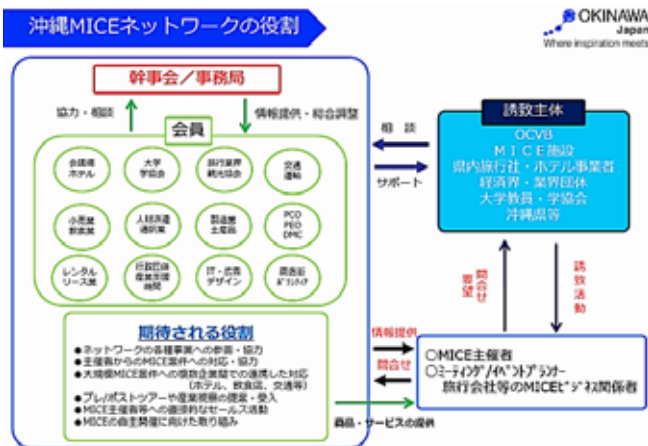 沖縄MICEネットワークの役割
OKINAWA
Japan
Where inspiration meets
幹事会／事務局
協力・相談
情報提供・総合調整
会員
会議場
ホテル
大学
学協会
旅行業界
観光協会
交通
運輸
小売業
飲食業
人材派遣
通訳業
製造業
土産品
PCO
PEO
DMC
レンタル
リース業
行政団体
産業支援
機関
IT・広告
デザイン
商店街
ボランティア
期待される役割
●ネットワークの各種事業への参画・協力
●主催者からのMICE案件への対応・協力
●大規模MICE案件への複数企業間での連携した対応
（ホテル、飲食店、交通等）
●プレ/ポストツアーや産業視察の提案・受入
●MICE主催者等への直接的なセールス活動
●MICEの自主開催に向けた取り組み
相 談
サポート
誘致主体
OCVB
ＭＩＣＥ施設
県内旅行社・ホテル事業者
経済界・業界団体
大学教員・学協会
沖縄県等
問合せ
要望
誘致活動
情報提供
問合せ
商品・サービスの提供
○MICE主催者
○ミーティング/イベントプランナー
旅行会社等のMICEビジネス関係者